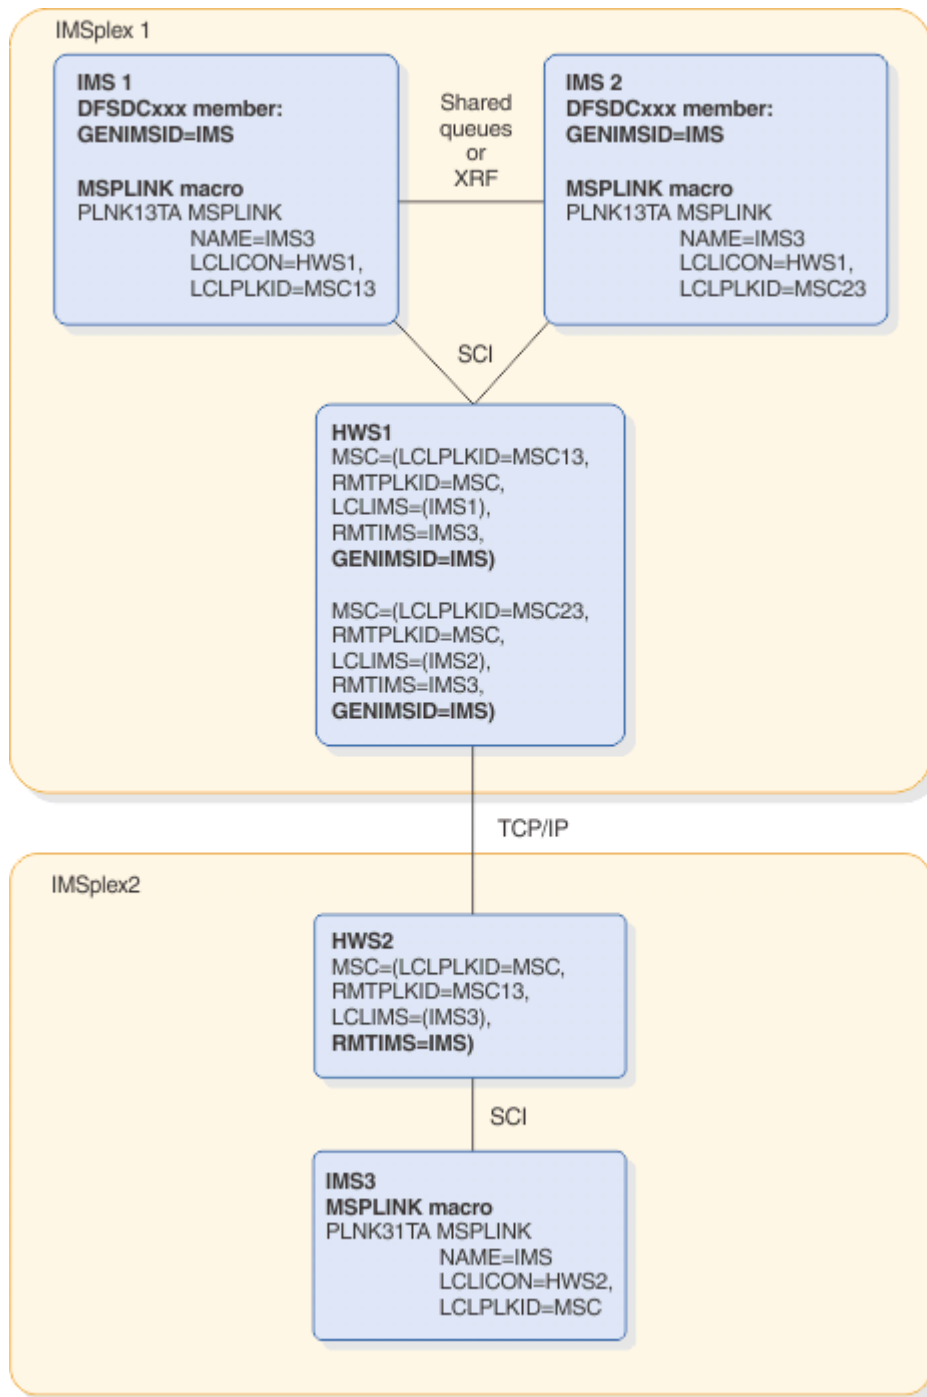 IMSplex 1
IMS 1
DFSDCxxx member:
GENIMSID=IMS
MSPLINK macro
PLNK13TA MSPLINK
NAME=IMS3
LCLICON=HWS1,
LCLPLKID=MSC13
Shared
queues
or
XRF
IMS 2
DFSDCxxx member:
GENIMSID=IMS
MSPLINK macro
PLNK13TA MSPLINK
NAME=IMS3
LCLICON=HWS1,
LCLPLKID=MSC23
SCI
HWS1
MSC=(LCLPLKID=MSC13,
RMTPLKID=MSC,
LCLIMS=(IMS1),
RMTIMS=IMS3,
GENIMSID=IMS)
MSC=(LCLPLKID=MSC23,
RMTPLKID=MSC,
LCLIMS=(IMS2),
RMTIMS=IMS3,
GENIMSID=IMS)
TCP/IP
IMSplex2
HWS2
MSC=(LCLPLKID=MSC,
RMTPLKID=MSC13,
LCLIMS=(IMS3),
RMTIMS=IMS)
SCI
IMS3
MSPLINK macro
PLNK31TA MSPLINK
NAME=IMS
LCLICON=HWS2,
LCLPLKID=MSC